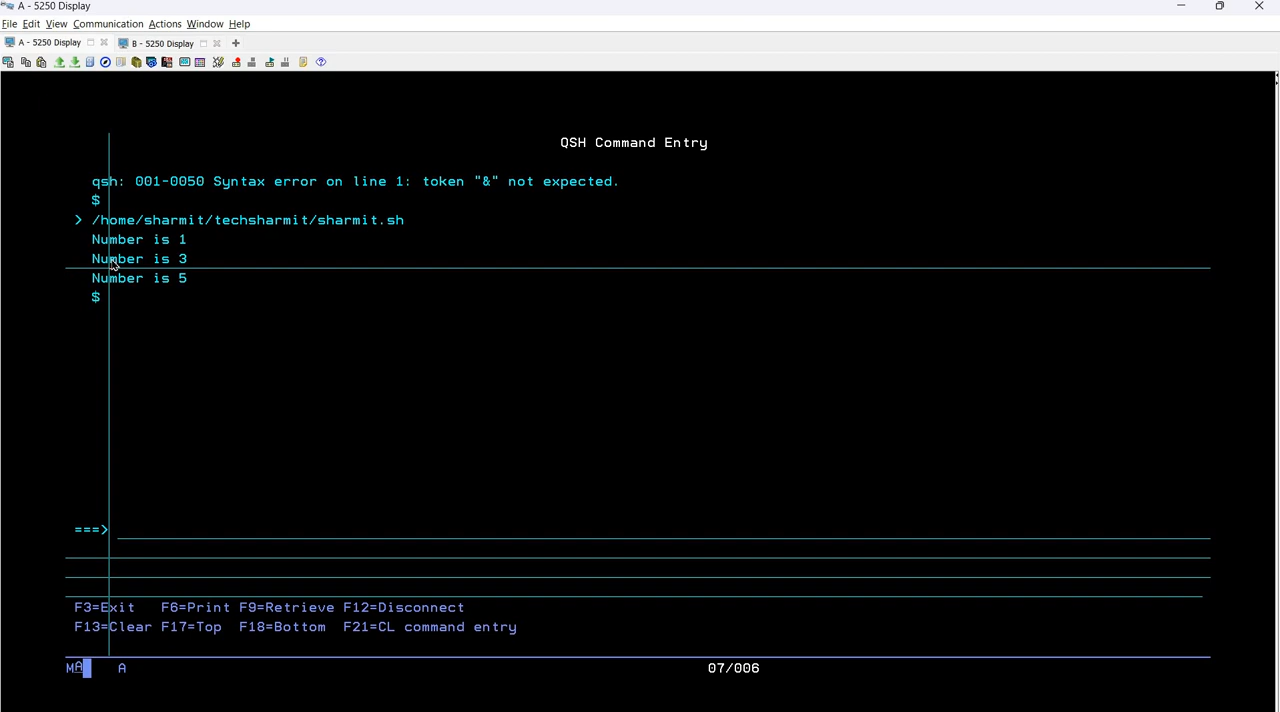 A - 5250 Display
File Edit View Communication Actions Window Help
A - 5250 Display B - 5250 Display
QSH Command Entry
qsh: 001-0050 Syntax error on line 1: token "&" not expected.
$
> /home/sharmit/techsharmit/sharmit.sh
Number is 1
Number is 3
Number is 5
$
===>
F3=Exit F6=Print F9=Retrieve F12=Disconnect
F13=Clear F17=Top F18=Bottom F21=CL command entry
MA A 07/006